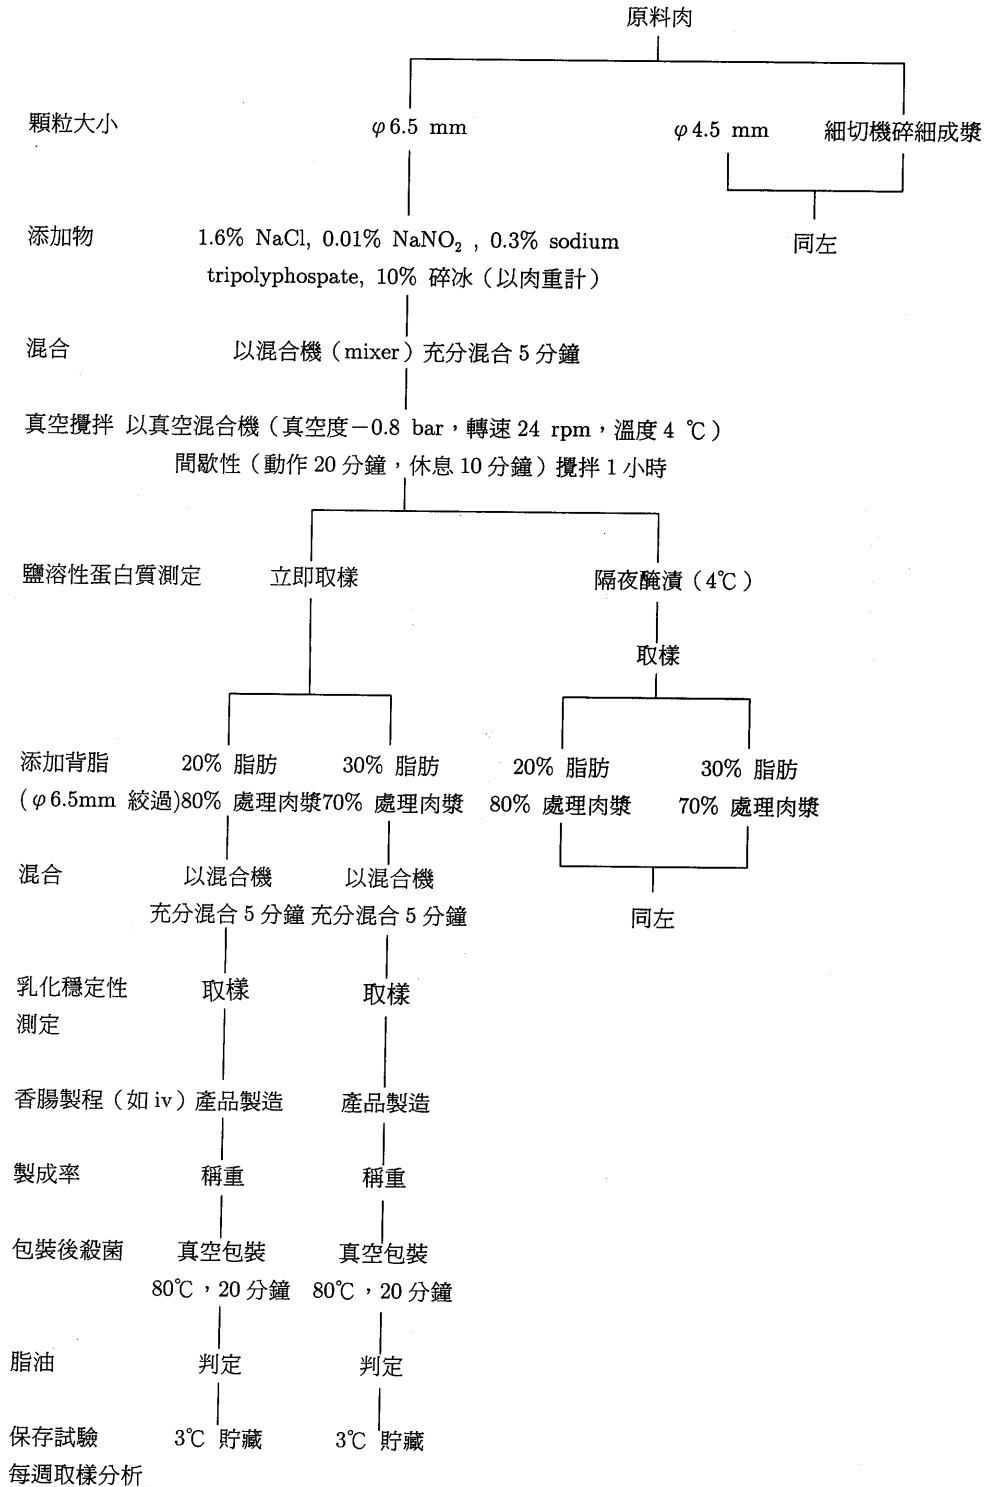 原料肉
顆粒大小 φ6.5 mm φ4.5 mm 細切機碎細成漿
添加物 1.6% NaCl, 0.01% NaNO₂ , 0.3% sodium 同左
tripolyphospate, 10% 碎冰（以肉重計）
混合 以混合機（mixer）充分混合 5 分鐘
真空攪拌 以真空混合機（真空度－0.8 bar，轉速 24 rpm，溫度 4 ℃）
間歇性（動作 20 分鐘，休息 10 分鐘）攪拌 1 小時
鹽溶性蛋白質測定 立即取樣 隔夜醃漬（4℃）
取樣
添加背脂 20% 脂肪 30% 脂肪 20% 脂肪 30% 脂肪
(φ6.5mm 絞過)80% 處理肉漿70% 處理肉漿 80% 處理肉漿 70% 處理肉漿
混合 以混合機 以混合機
充分混合 5 分鐘 充分混合 5 分鐘 同左
乳化穩定性 取樣 取樣
測定
香腸製程（如 iv）產品製造 產品製造
製成率 稱重 稱重
包裝後殺菌 真空包裝 真空包裝
80℃，20 分鐘 80℃，20 分鐘
脂油 判定 判定
保存試驗 3℃ 貯藏 3℃ 貯藏
每週取樣分析